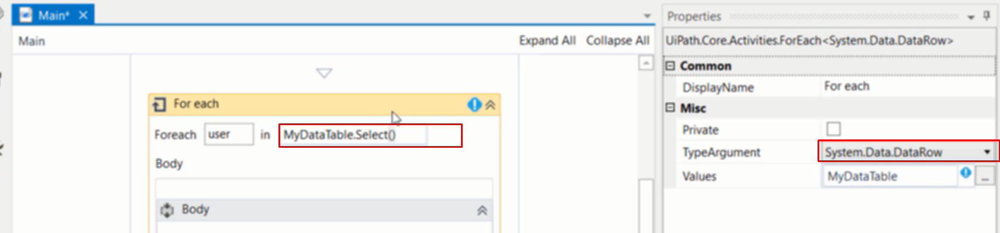 Main*
Main
Expand All
Collapse All
For each
Foreach user in MyDataTable.Select()
Body
Body
Properties
UiPath.Core.Activities.ForEach<System.Data.DataRow>
Common
DisplayName For each
Misc
Private
TypeArgument System.Data.DataRow
Values MyDataTable ...